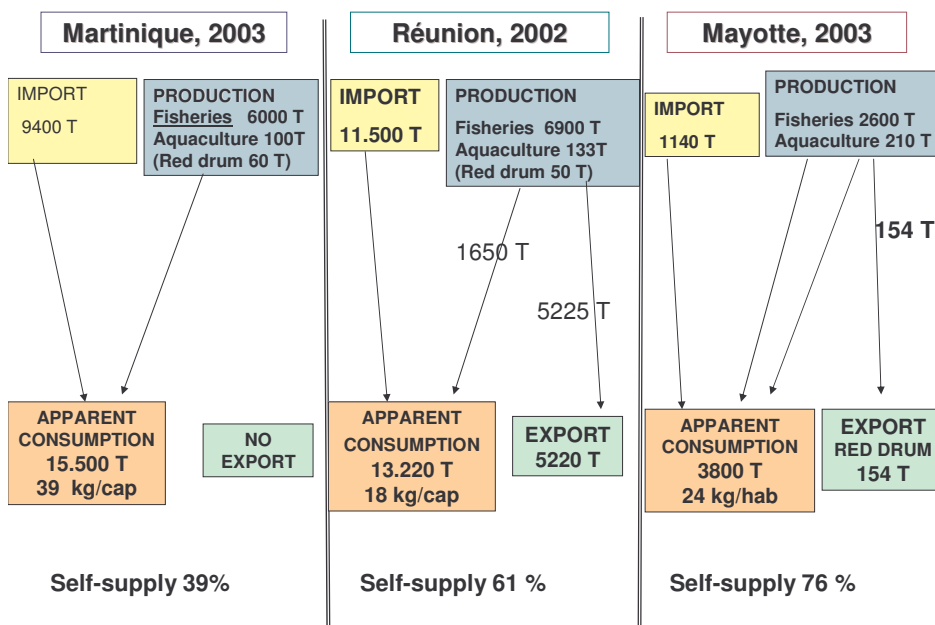 Martinique, 2003
IMPORT
9400 T
PRODUCTION
Fisheries 6000 T
Aquaculture 100T
(Red drum 60 T)
APPARENT
CONSUMPTION
15.500 T
39 kg/cap
NO
EXPORT
Self-supply 39%
Réunion, 2002
IMPORT
11.500 T
PRODUCTION
Fisheries 6900 T
Aquaculture 133T
(Red drum 50 T)
1650 T
5225 T
APPARENT
CONSUMPTION
13.220 T
18 kg/cap
EXPORT
5220 T
Self-supply 61 %
Mayotte, 2003
IMPORT
1140 T
PRODUCTION
Fisheries 2600 T
Aquaculture 210 T
154 T
APPARENT
CONSUMPTION
3800 T
24 kg/hab
EXPORT
RED DRUM
154 T
Self-supply 76 %